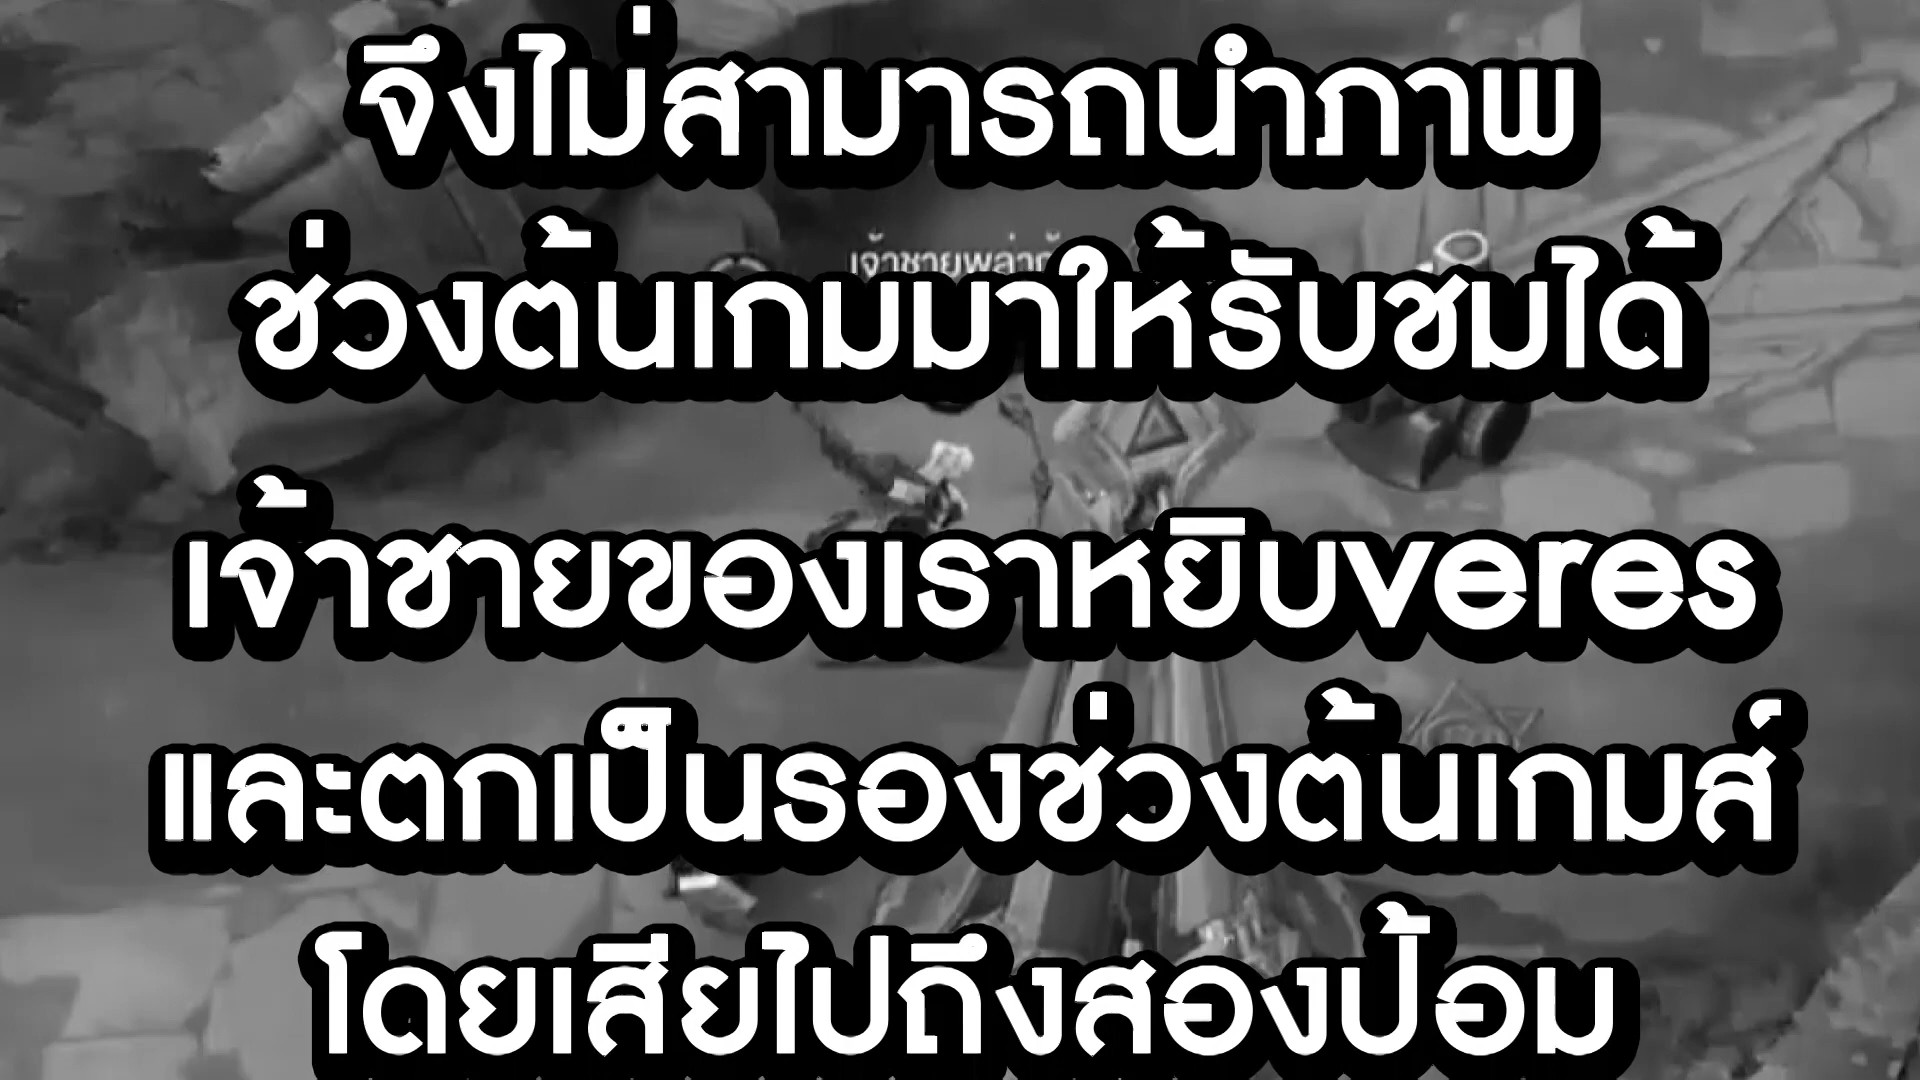 จึงไม่สามารถนำภาพ
ช่วงต้นเกมมาให้รับชมได้
เจ้าชายของเราหยิบveres
และตกเป็นรองช่วงต้นเกมส์
โดยเสียไปถึงสองป้อม